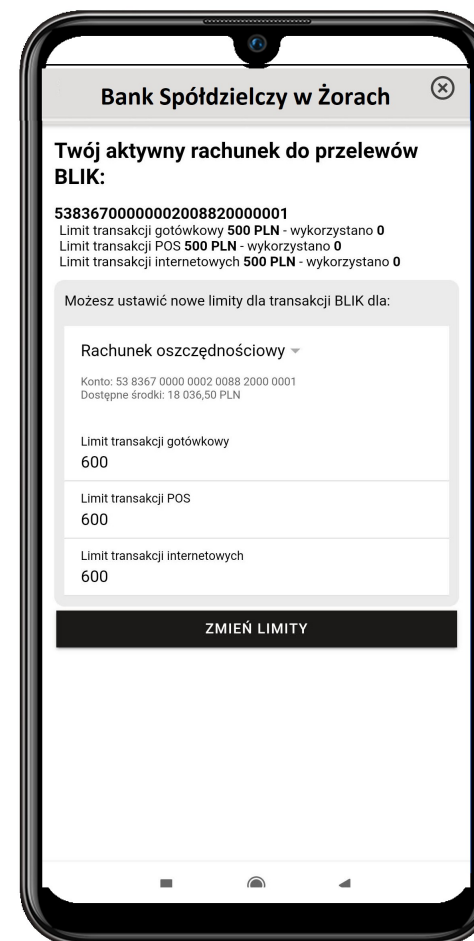 Bank Spółdzielczy w Żorach
Twój aktywny rachunek do przelewów
BLIK:
53836700000002008820000001
Limit transakcji gotówkowy 500 PLN - wykorzystano 0
Limit transakcji POS 500 PLN - wykorzystano 0
Limit transakcji internetowych 500 PLN - wykorzystano 0
Możesz ustawić nowe limity dla transakcji BLIK dla:
Rachunek oszczędnościowy
Konto: 53 8367 0000 0002 0088 2000 0001
Dostępne środki: 18 036,50 PLN
Limit transakcji gotówkowy
600
Limit transakcji POS
600
Limit transakcji internetowych
600
ZMIEŃ LIMITY